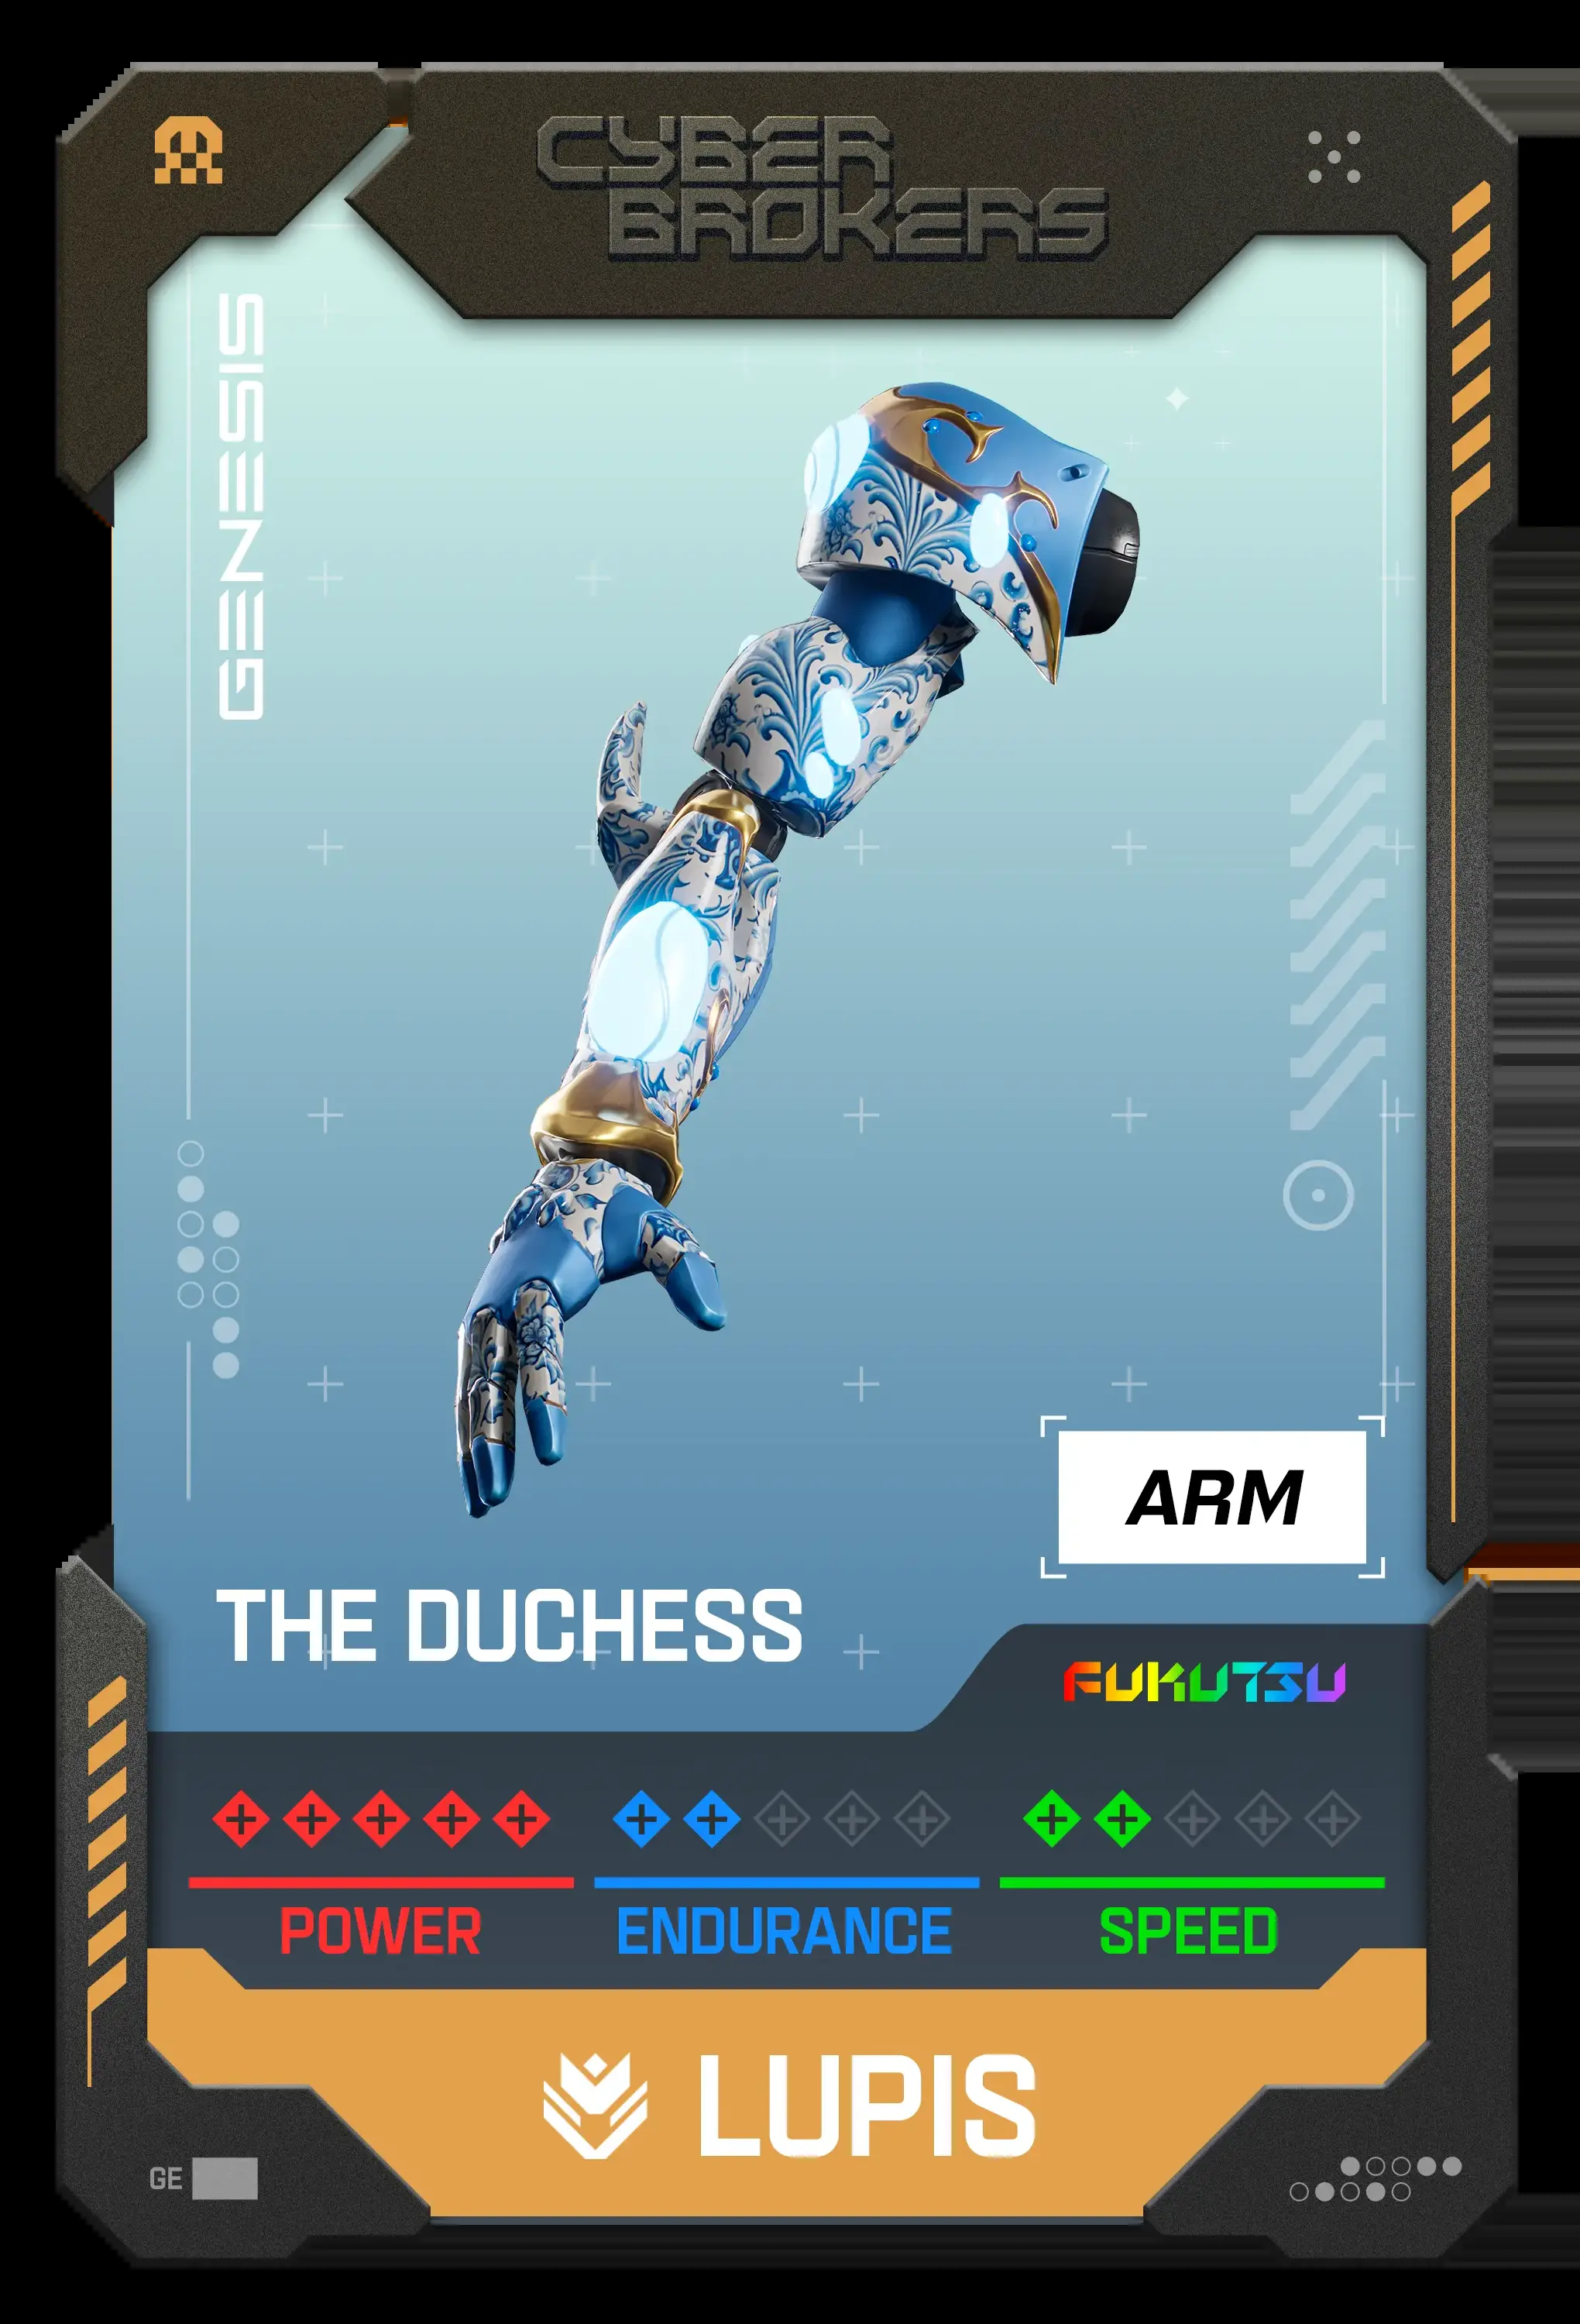 CYBER
BROKERS
GENESIS
ARM
THE DUCHESS
FUKUTSU
POWER
ENDURANCE
SPEED
LUPIS
GE